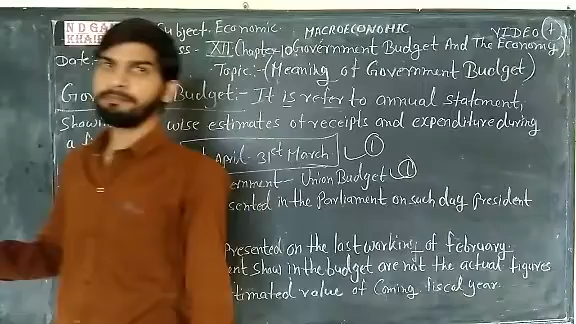 N D GA
KHAIR
Subject. Economic MACROECONOMIC VIDEO (1)
Date:- ss - XII (Chapter-10 Government Budget And The Economy)
Topic:- (Meaning of Government Budget)
Gov Budget:- It is refer to annual statement,
Showi wise estimates of receipts and expenditure during
a f April - 31st March ①
ernment - Union Budget ①
sented in the Parliament on such day president
Presented on the last working of February.
ent show in the budget are not the actual figures
timated value of Coming fiscal year.